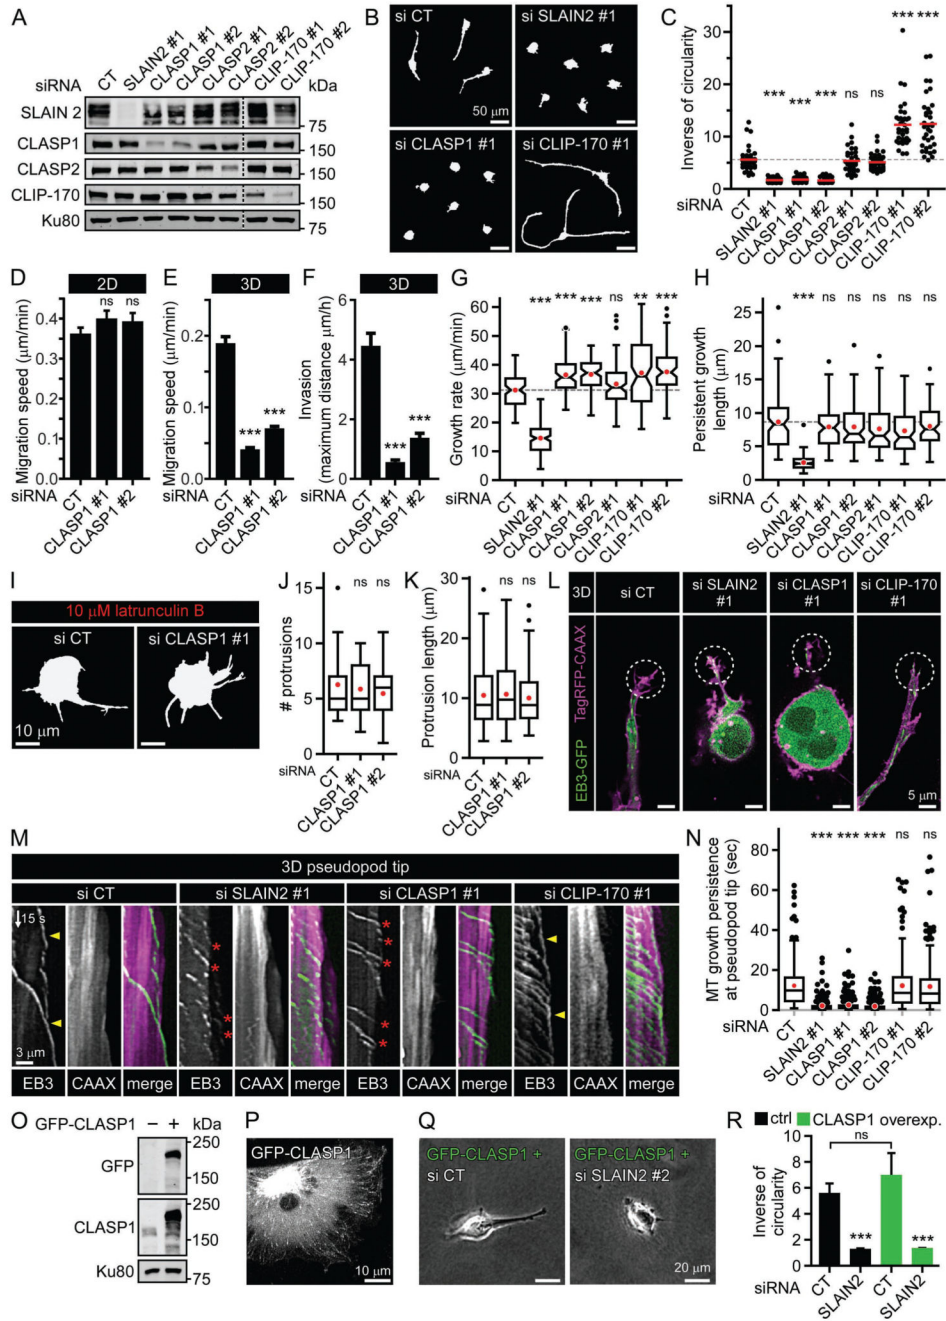 A
siRNA
CT
SLAIN2 #1
CLASP1 #1
CLASP1 #2
CLASP2 #1
CLASP2 #2
CLIP-170 #1
CLIP-170 #2
kDa
SLAIN 2
75
CLASP1
150
CLASP2
150
CLIP-170
150
Ku80
75
B
si CT
50 μm
si SLAIN2 #1
si CLASP1 #1
si CLIP-170 #1
C
Inverse of circularity
30
20
10
0
***
***
***
ns
ns
***
***
siRNA
CT
SLAIN2 #1
CLASP1 #1
CLASP1 #2
CLASP2 #1
CLASP2 #2
CLIP-170 #1
CLIP-170 #2
D
2D
Migration speed (μm/min)
0.4
0.3
0.2
0.1
0.0
ns
ns
siRNA
CT
CLASP1 #1
CLASP1 #2
E
3D
Migration speed (μm/min)
0.2
0.1
0.0
***
***
siRNA
CT
CLASP1 #1
CLASP1 #2
F
3D
Invasion
(maximum distance μm/h)
6
4
2
0
***
***
siRNA
CT
CLASP1 #1
CLASP1 #2
G
Growth rate (μm/min)
60
50
40
30
20
10
0
***
***
***
ns
**
***
siRNA
CT
SLAIN2 #1
CLASP1 #1
CLASP1 #2
CLASP2 #1
CLIP-170 #1
CLIP-170 #2
H
Persistent growth
length (μm)
25
20
15
10
5
0
***
ns
ns
ns
ns
ns
siRNA
CT
SLAIN2 #1
CLASP1 #1
CLASP1 #2
CLASP2 #1
CLIP-170 #1
CLIP-170 #2
I
10 μM latrunculin B
si CT
10 μm
si CLASP1 #1
J
# protrusions
15
10
5
0
ns
ns
siRNA
CT
CLASP1 #1
CLASP1 #2
K
Protrusion length (μm)
30
20
10
0
ns
ns
siRNA
CT
CLASP1 #1
CLASP1 #2
L
3D
si CT
si SLAIN2
#1
si CLASP1
#1
si CLIP-170
#1
EB3-GFP TagRFP-CAAX
5 μm
M
3D pseudopod tip
si CT
si SLAIN2 #1
si CLASP1 #1
si CLIP-170 #1
15 s
3 μm
EB3
CAAX
merge
EB3
CAAX
merge
EB3
CAAX
merge
EB3
CAAX
merge
N
MT growth persistence
at pseudopod tip (sec)
80
60
40
20
0
***
***
***
ns
ns
siRNA
CT
SLAIN2 #1
CLASP1 #1
CLASP1 #2
CLIP-170 #1
CLIP-170 #2
O
GFP-CLASP1 − + kDa
GFP
250
150
CLASP1
250
150
Ku80
75
P
GFP-CLASP1
10 μm
Q
GFP-CLASP1 +
si CT
GFP-CLASP1 +
si SLAIN2 #2
20 μm
R
ctrl
CLASP1 overexp.
Inverse of
circularity
10
8
6
4
2
0
ns
***
***
siRNA
CT
SLAIN2
CT
SLAIN2